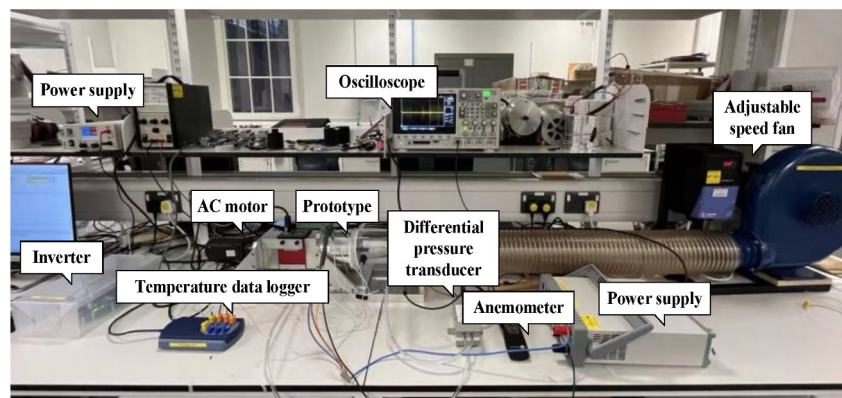 Power supply
Oscilloscope
Adjustable
speed fan
AC motor
Prototype
Differential
pressure
transducer
Inverter
Temperature data logger
Anemometer
Power supply